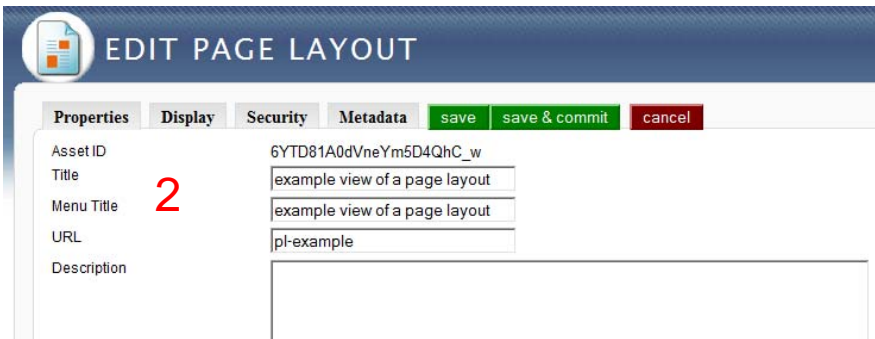 EDIT PAGE LAYOUT
Properties Display Security Metadata save save & commit cancel
Asset ID 6YTD81A0dVneYm5D4QhC_w
Title example view of a page layout
2
Menu Title example view of a page layout
URL pl-example
Description